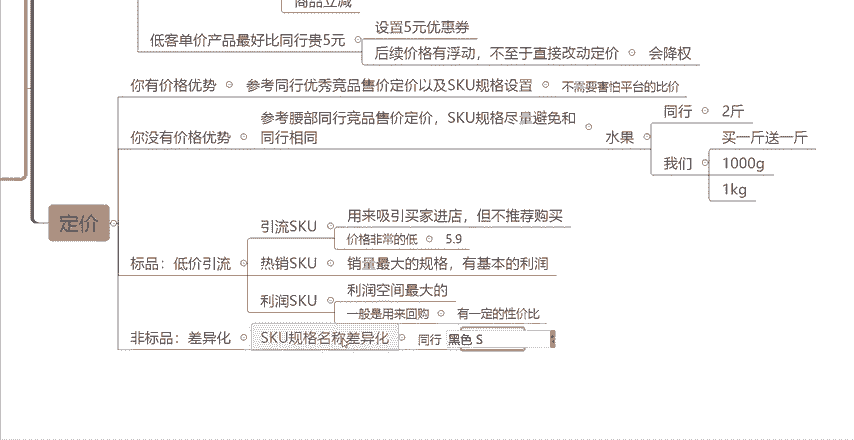 商品立减
低客单价产品最好比同行贵5元
设置5元优惠券
后续价格有浮动，不至于直接改动定价
会降权
定价
你有价格优势
参考同行优秀竞品售价定价以及SKU规格设置
不需要害怕平台的比价
你没有价格优势
参考腰部同行竞品售价定价，SKU规格尽量避免和
同行相同
水果
同行
2斤
我们
买一斤送一斤
1000g
1kg
标品：低价引流
引流SKU
用来吸引买家进店，但不推荐购买
价格非常的低
5.9
热销SKU
销量最大的规格，有基本的利润
利润SKU
利润空间最大的
一般是用来回购
有一定的性价比
非标品：差异化
SKU规格名称差异化
同行
黑色 S